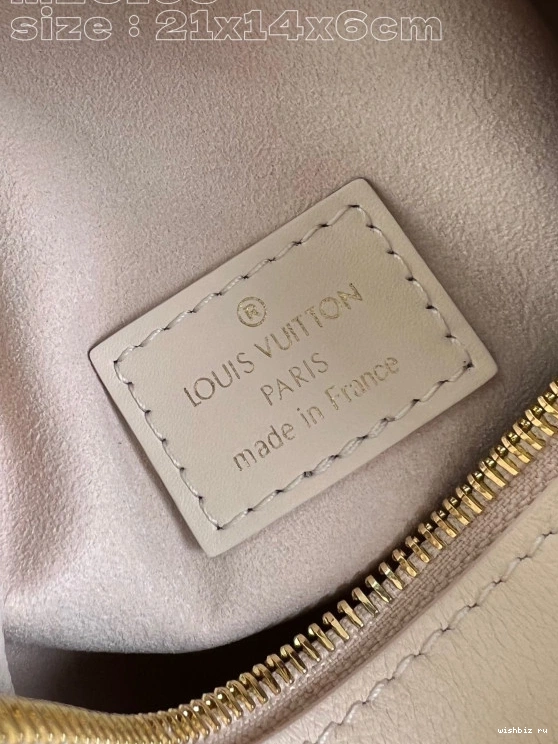 size : 21x14x6cm
®
LOUIS VUITTON
PARIS
made in France
wishbiz ru